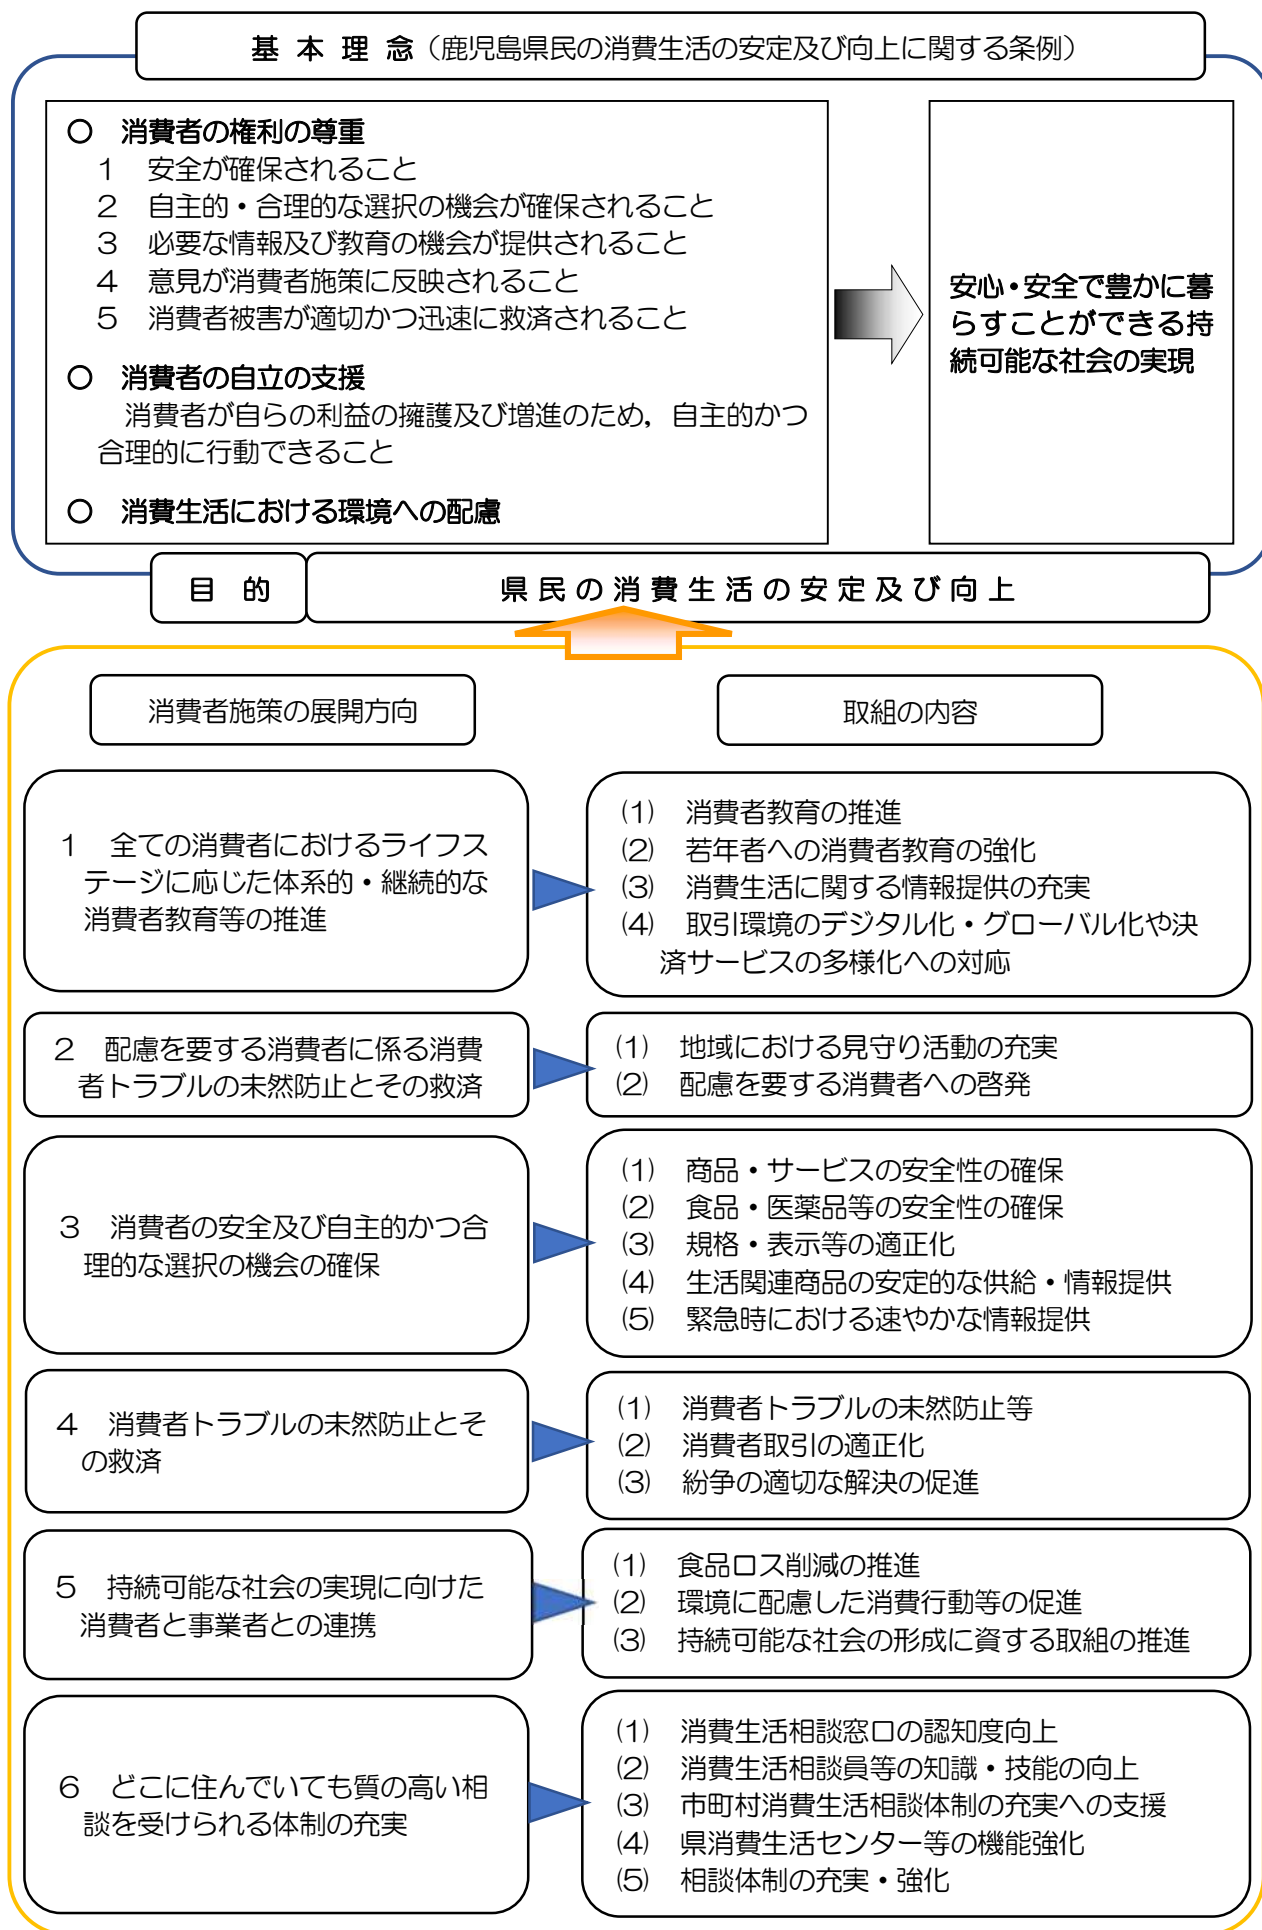 基本理念（鹿児島県民の消費生活の安定及び向上に関する条例）
○　消費者の権利の尊重
１　安全が確保されること
２　自主的・合理的な選択の機会が確保されること
３　必要な情報及び教育の機会が提供されること
４　意見が消費者施策に反映されること
５　消費者被害が適切かつ迅速に救済されること
○　消費者の自立の支援
消費者が自らの利益の擁護及び増進のため，自主的かつ
合理的に行動できること
○　消費生活における環境への配慮
安心・安全で豊かに暮
らすことができる持
続可能な社会の実現
目　的
県民の消費生活の安定及び向上
消費者施策の展開方向
取組の内容
１　全ての消費者におけるライフス
テージに応じた体系的・継続的な
消費者教育等の推進
(1)　消費者教育の推進
(2)　若年者への消費者教育の強化
(3)　消費生活に関する情報提供の充実
(4)　取引環境のデジタル化・グローバル化や決
済サービスの多様化への対応
２　配慮を要する消費者に係る消費
者トラブルの未然防止とその救済
(1)　地域における見守り活動の充実
(2)　配慮を要する消費者への啓発
３　消費者の安全及び自主的かつ合
理的な選択の機会の確保
(1)　商品・サービスの安全性の確保
(2)　食品・医薬品等の安全性の確保
(3)　規格・表示等の適正化
(4)　生活関連商品の安定的な供給・情報提供
(5)　緊急時における速やかな情報提供
４　消費者トラブルの未然防止とそ
の救済
(1)　消費者トラブルの未然防止等
(2)　消費者取引の適正化
(3)　紛争の適切な解決の促進
５　持続可能な社会の実現に向けた
消費者と事業者との連携
(1)　食品ロス削減の推進
(2)　環境に配慮した消費行動等の促進
(3)　持続可能な社会の形成に資する取組の推進
６　どこに住んでいても質の高い相
談を受けられる体制の充実
(1)　消費生活相談窓口の認知度向上
(2)　消費生活相談員等の知識・技能の向上
(3)　市町村消費生活相談体制の充実への支援
(4)　県消費生活センター等の機能強化
(5)　相談体制の充実・強化